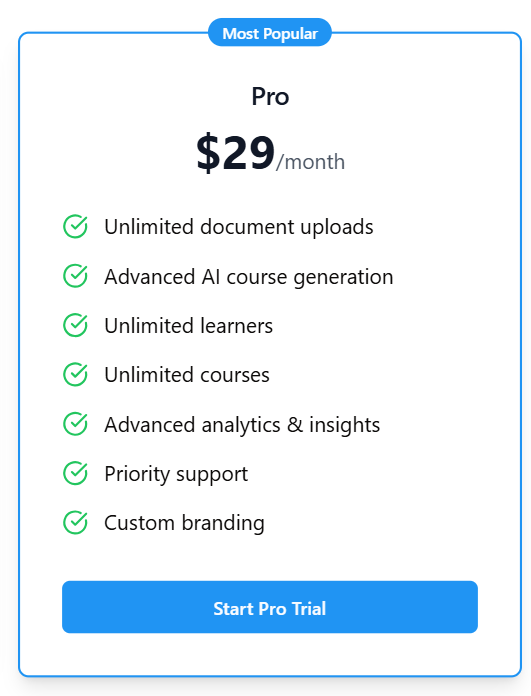 Most Popular
Pro
$29/month
Unlimited document uploads
Advanced AI course generation
Unlimited learners
Unlimited courses
Advanced analytics & insights
Priority support
Custom branding
Start Pro Trial